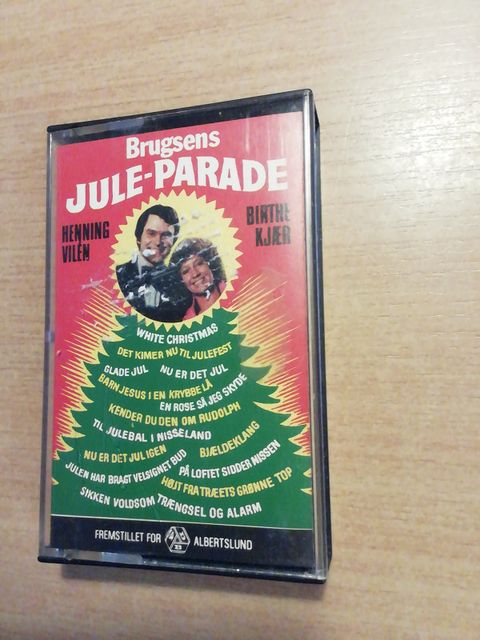 Brugsens
JULE-PARADE
HENNING
VILÉN
BIRTHE
KJÆR
WHITE CHRISTMAS
DET KIMER NU TIL JULEFEST
GLADE JUL
NU ER DET JUL
BARN JESUS I EN KRYBBE LÅ
EN ROSE SÅ JEG SKYDE
KENDER DU DEN OM RUDOLPH
TIL JULEBAL I NISSELAND
NU ER DET JUL IGEN
BJÆLDEKLANG
JULEN HAR BRAGT VELSIGNET BUD
PÅ LOFTET SIDDER NISSEN
HØJT FRA TRÆETS GRØNNE TOP
SIKKEN VOLDSOM TRÆNGSEL OG ALARM
FREMSTILLET FOR
ALBERTSLUND